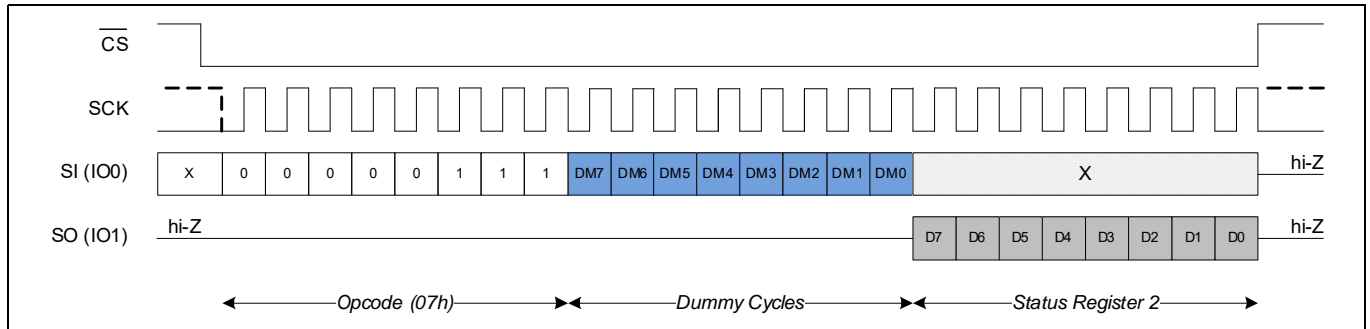 CS
SCK
SI (IO0) X 0 0 0 0 0 1 1 1 DM7 DM6 DM5 DM4 DM3 DM2 DM1 DM0 X hi-Z
SO (IO1) hi-Z D7 D6 D5 D4 D3 D2 D1 D0 hi-Z
Opcode (07h) Dummy Cycles Status Register 2